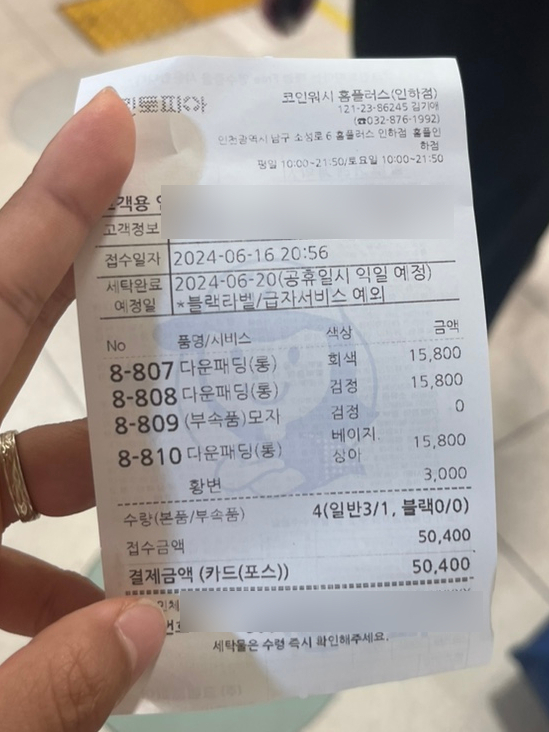 코인워시 홈플러스(인하점)
121-23-86245 김기애
(☎032-876-1992)
인천광역시 남구 소성로 6 홈플러스 인하점 홈플인
하점
평일 10:00~21:50/토요일 10:00~21:50
고객용
고객정보
접수일자 2024-06-16 20:56
세탁완료 2024-06-20(공휴일시 익일 예정)
예정일 *블랙라벨/급자서비스 예외
No 품명/서비스 색상 금액
8-807 다운패딩(롱) 회색 15,800
8-808 다운패딩(롱) 검정 15,800
8-809 (부속품)모자 검정 0
8-810 다운패딩(롱) 베이지. 15,800
상아
황변 3,000
수량(본품/부속품) 4(일반3/1, 블랙0/0)
접수금액 50,400
결제금액 (카드(포스)) 50,400
세탁물은 수령 즉시 확인해주세요.